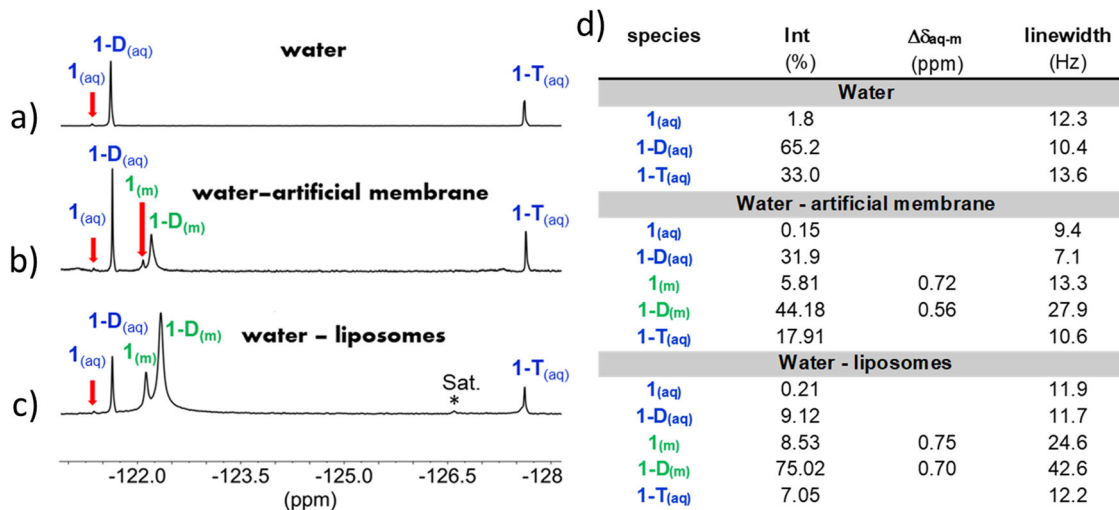 a)
water
1(aq)
1-D(aq)
1-T(aq)
b)
water–artificial membrane
1(aq)
1-D(aq)
1(m)
1-D(m)
1-T(aq)
c)
water – liposomes
1(aq)
1-D(aq)
1(m)
1-D(m)
Sat.
*
1-T(aq)
-122.0 -123.5 -125.0 -126.5 -128
(ppm)
d)
species Int Δδaq-m linewidth
(%) (ppm) (Hz)
Water
1(aq) 1.8 12.3
1-D(aq) 65.2 10.4
1-T(aq) 33.0 13.6
Water - artificial membrane
1(aq) 0.15 9.4
1-D(aq) 31.9 7.1
1(m) 5.81 0.72 13.3
1-D(m) 44.18 0.56 27.9
1-T(aq) 17.91 10.6
Water - liposomes
1(aq) 0.21 11.9
1-D(aq) 9.12 11.7
1(m) 8.53 0.75 24.6
1-D(m) 75.02 0.70 42.6
1-T(aq) 7.05 12.2